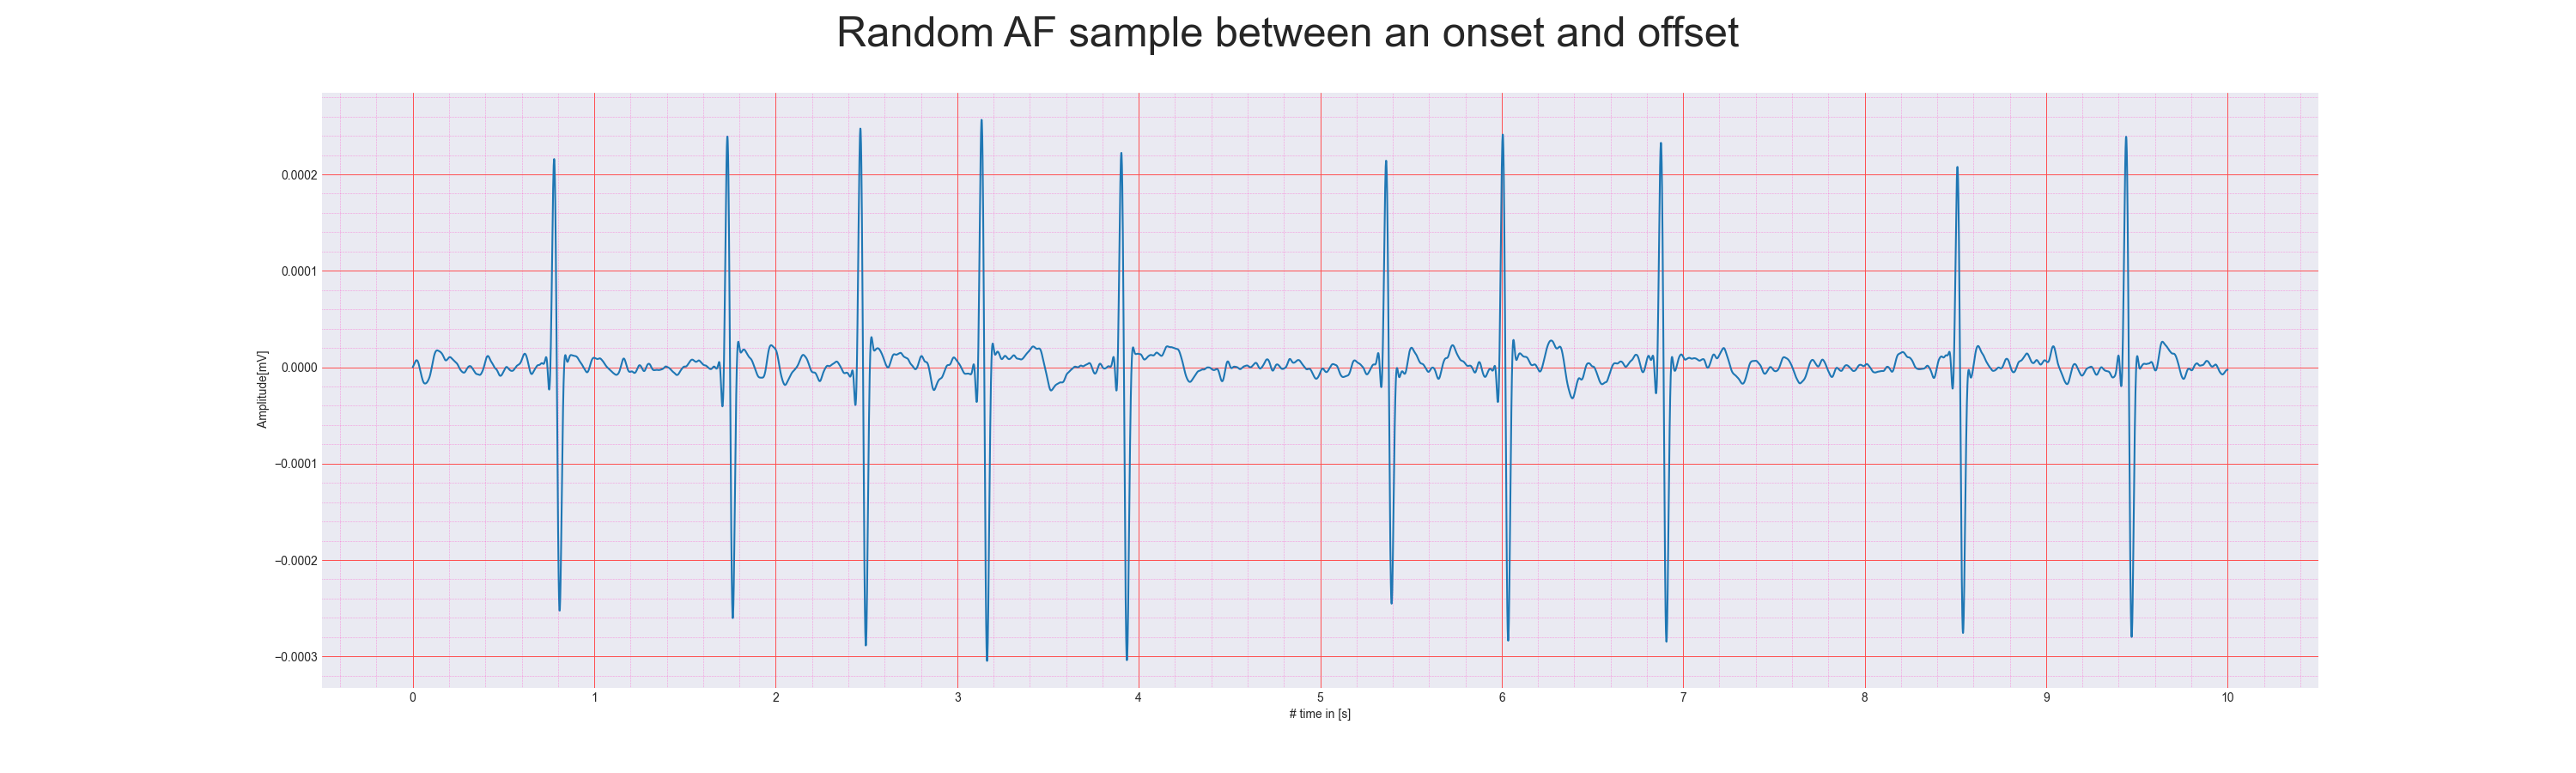 Random AF sample between an onset and offset
0.0002
0.0001
0.0000
−0.0001
−0.0002
−0.0003
Amplitude[mV]
0 1 2 3 4 5 6 7 8 9 10
# time in [s]